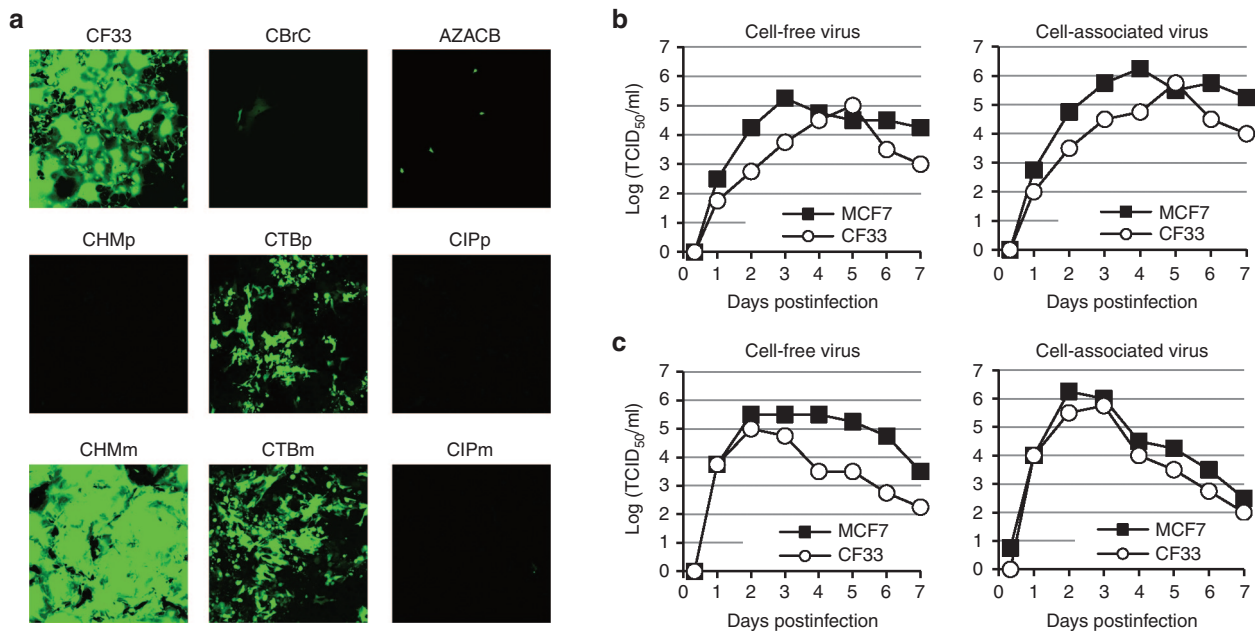 a
CF33 CBrC AZACB
CHMp CTBp CIPp
CHMm CTBm CIPm
b
Cell-free virus
Log (TCID50/ml)
7
6
5
4
3
2
1
0
0 1 2 3 4 5 6 7
Days postinfection
MCF7
CF33
Cell-associated virus
7
6
5
4
3
2
1
0
0 1 2 3 4 5 6 7
Days postinfection
MCF7
CF33
c
Cell-free virus
Log (TCID50/ml)
7
6
5
4
3
2
1
0
0 1 2 3 4 5 6 7
Days postinfection
MCF7
CF33
Cell-associated virus
7
6
5
4
3
2
1
0
0 1 2 3 4 5 6 7
Days postinfection
MCF7
CF33